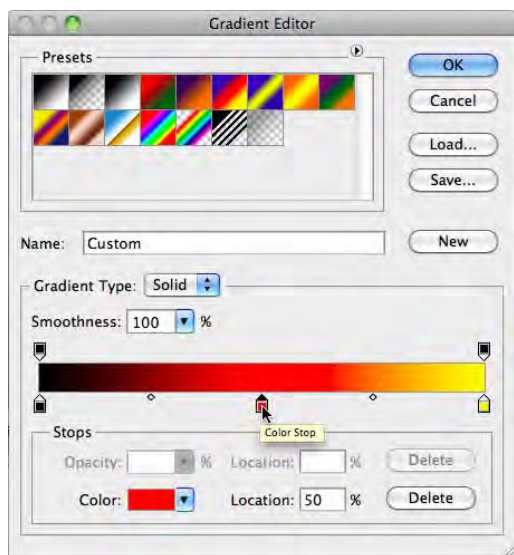 Gradient Editor
Presets
OK
Cancel
Load...
Save...
Name: Custom
New
Gradient Type: Solid
Smoothness: 100 %
Color Stop
Stops
Opacity: % Location: % Delete
Color: Location: 50 % Delete